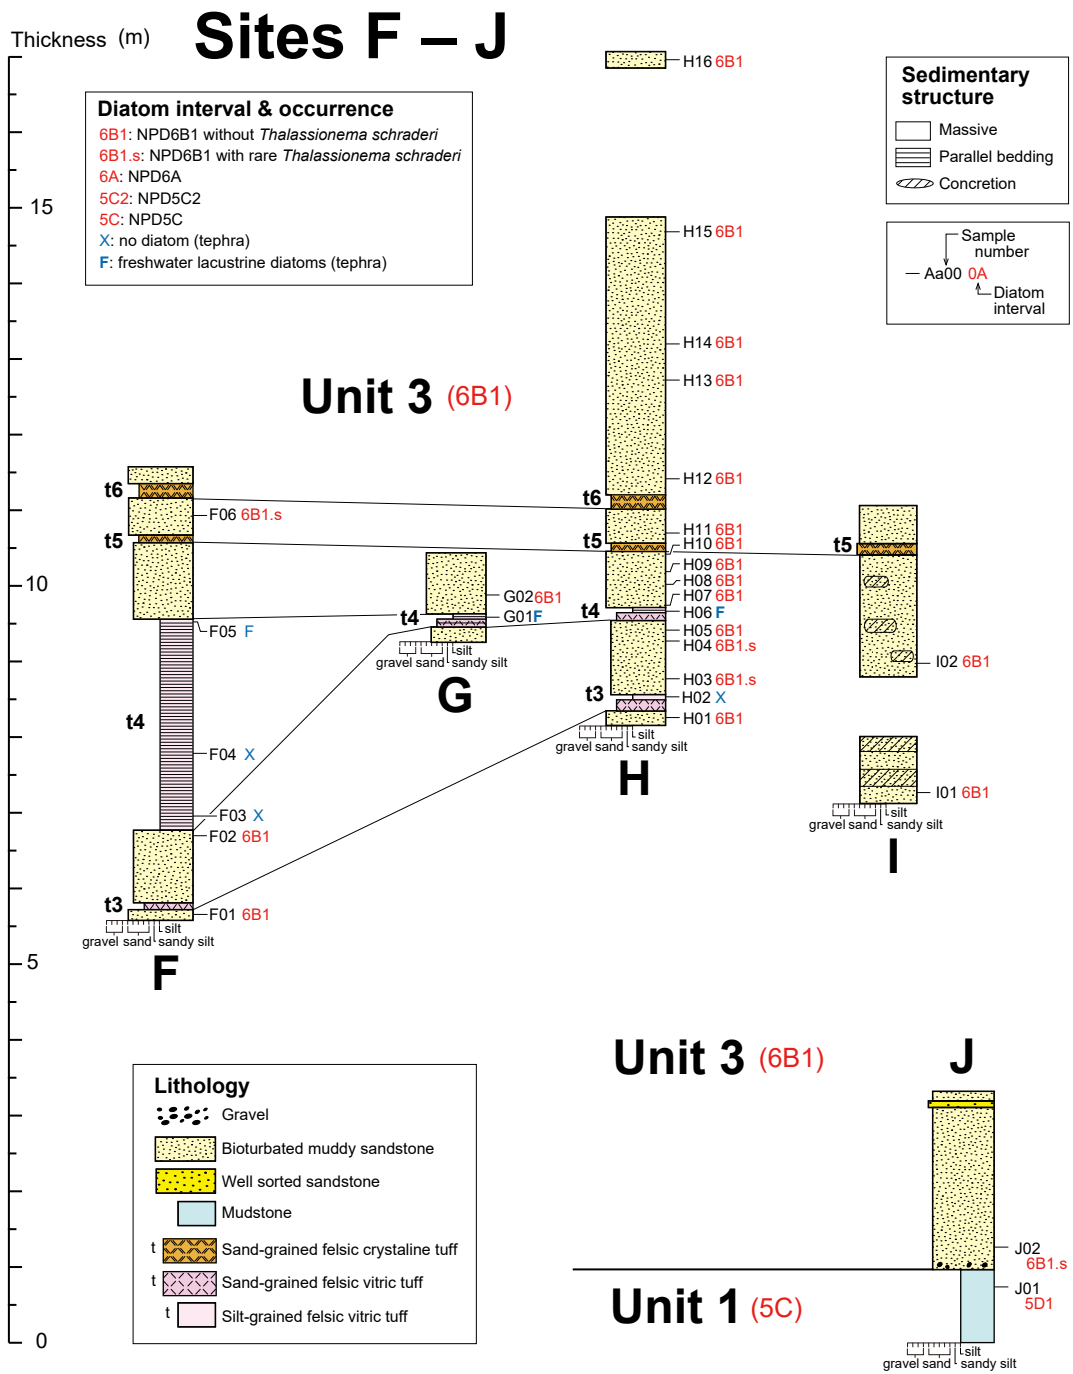 Thickness (m)
Sites F – J
Diatom interval & occurrence
6B1: NPD6B1 without Thalassionema schraderi
6B1.s: NPD6B1 with rare Thalassionema schraderi
6A: NPD6A
5C2: NPD5C2
5C: NPD5C
X: no diatom (tephra)
F: freshwater lacustrine diatoms (tephra)
Sedimentary
structure
Massive
Parallel bedding
Concretion
Sample
number
Aa00 0A
Diatom
interval
15
10
5
0
Unit 3 (6B1)
t6
F06 6B1.s
t5
F05 F
t4
F04 X
F03 X
F02 6B1
t3
F01 6B1
silt
gravel sand sandy silt
F
G02 6B1
t4
G01 F
silt
gravel sand sandy silt
G
H16 6B1
H15 6B1
H14 6B1
H13 6B1
H12 6B1
t6
H11 6B1
t5
H10 6B1
H09 6B1
H08 6B1
H07 6B1
t4
H06 F
H05 6B1
H04 6B1.s
H03 6B1.s
t3
H02 X
H01 6B1
silt
gravel sand sandy silt
H
t5
I02 6B1
I01 6B1
silt
gravel sand sandy silt
I
Lithology
Gravel
Bioturbated muddy sandstone
Well sorted sandstone
Mudstone
t Sand-grained felsic crystaline tuff
t Sand-grained felsic vitric tuff
t Silt-grained felsic vitric tuff
Unit 3 (6B1)
J
J02
6B1.s
Unit 1 (5C)
J01
5D1
silt
gravel sand sandy silt